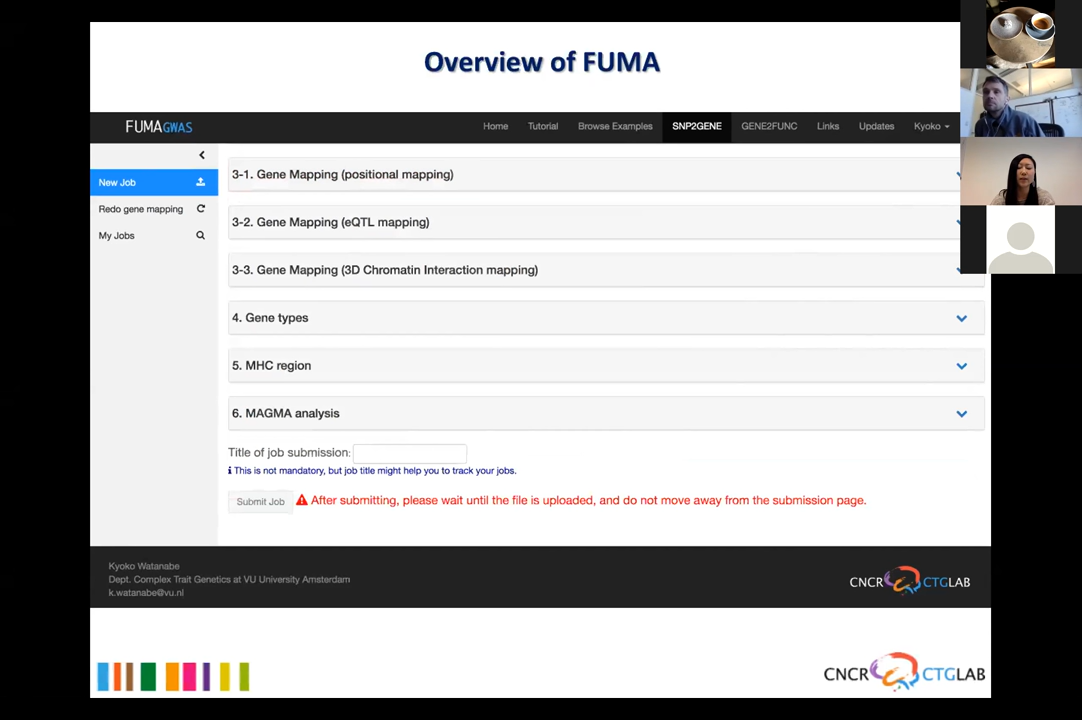 Overview of FUMA
FUMAGWAS
Home Tutorial Browse Examples SNP2GENE GENE2FUNC Links Updates Kyoko
New Job
Redo gene mapping
My Jobs
3-1. Gene Mapping (positional mapping)
3-2. Gene Mapping (eQTL mapping)
3-3. Gene Mapping (3D Chromatin Interaction mapping)
4. Gene types
5. MHC region
6. MAGMA analysis
Title of job submission:
This is not mandatory, but job title might help you to track your jobs.
Submit Job After submitting, please wait until the file is uploaded, and do not move away from the submission page.
Kyoko Watanabe
Dept. Complex Trait Genetics at VU University Amsterdam
k.watanabe@vu.nl
CNCR CTGLAB
CNCR CTGLAB